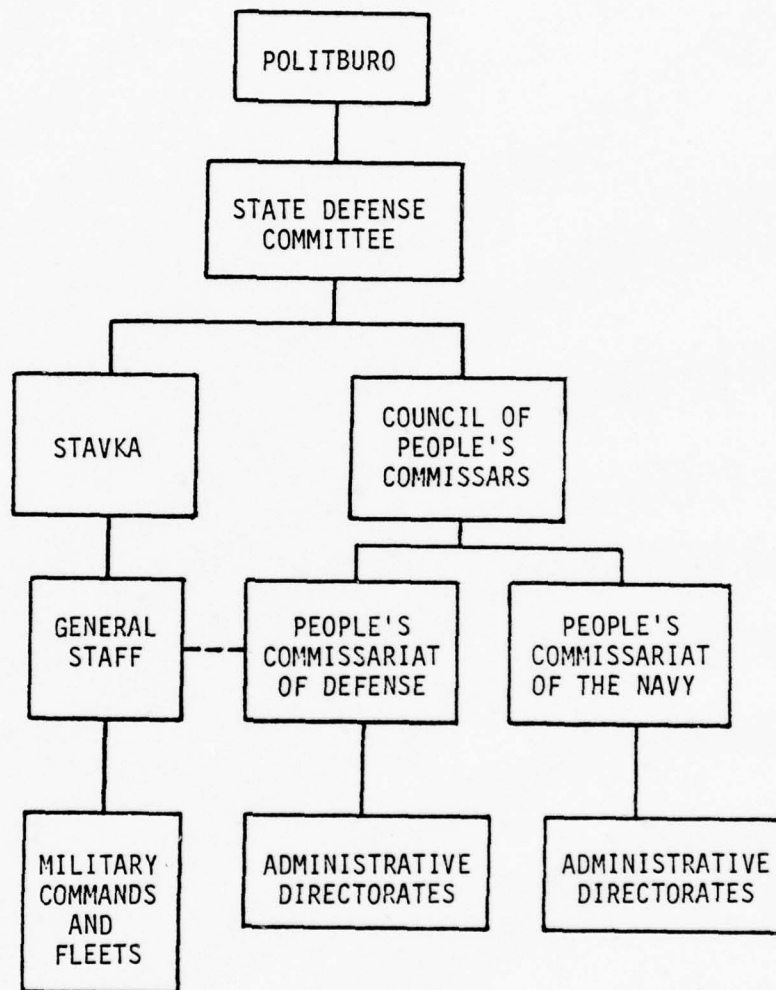 POLITBURO
STATE DEFENSE
COMMITTEE
STAVKA
COUNCIL OF
PEOPLE'S
COMMISSARS
GENERAL
STAFF
PEOPLE'S
COMMISSARIAT
OF DEFENSE
PEOPLE'S
COMMISSARIAT
OF THE NAVY
MILITARY
COMMANDS
AND
FLEETS
ADMINISTRATIVE
DIRECTORATES
ADMINISTRATIVE
DIRECTORATES